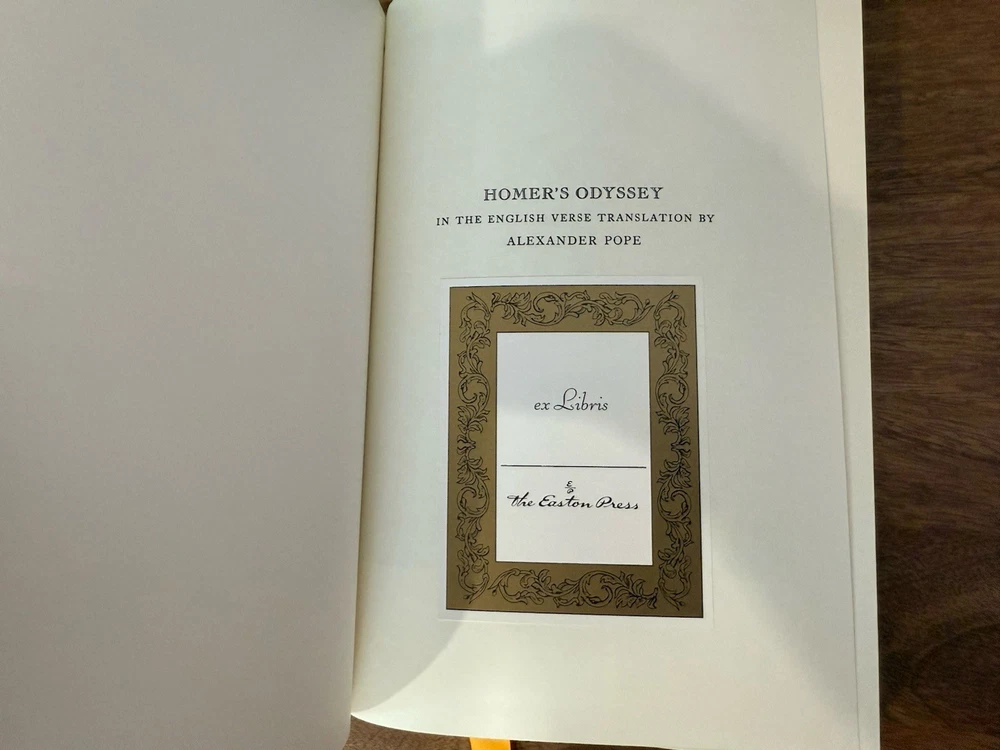 HOMER'S ODYSSEY
IN THE ENGLISH VERSE TRANSLATION BY
ALEXANDER POPE
ex Libris
the Easton Press